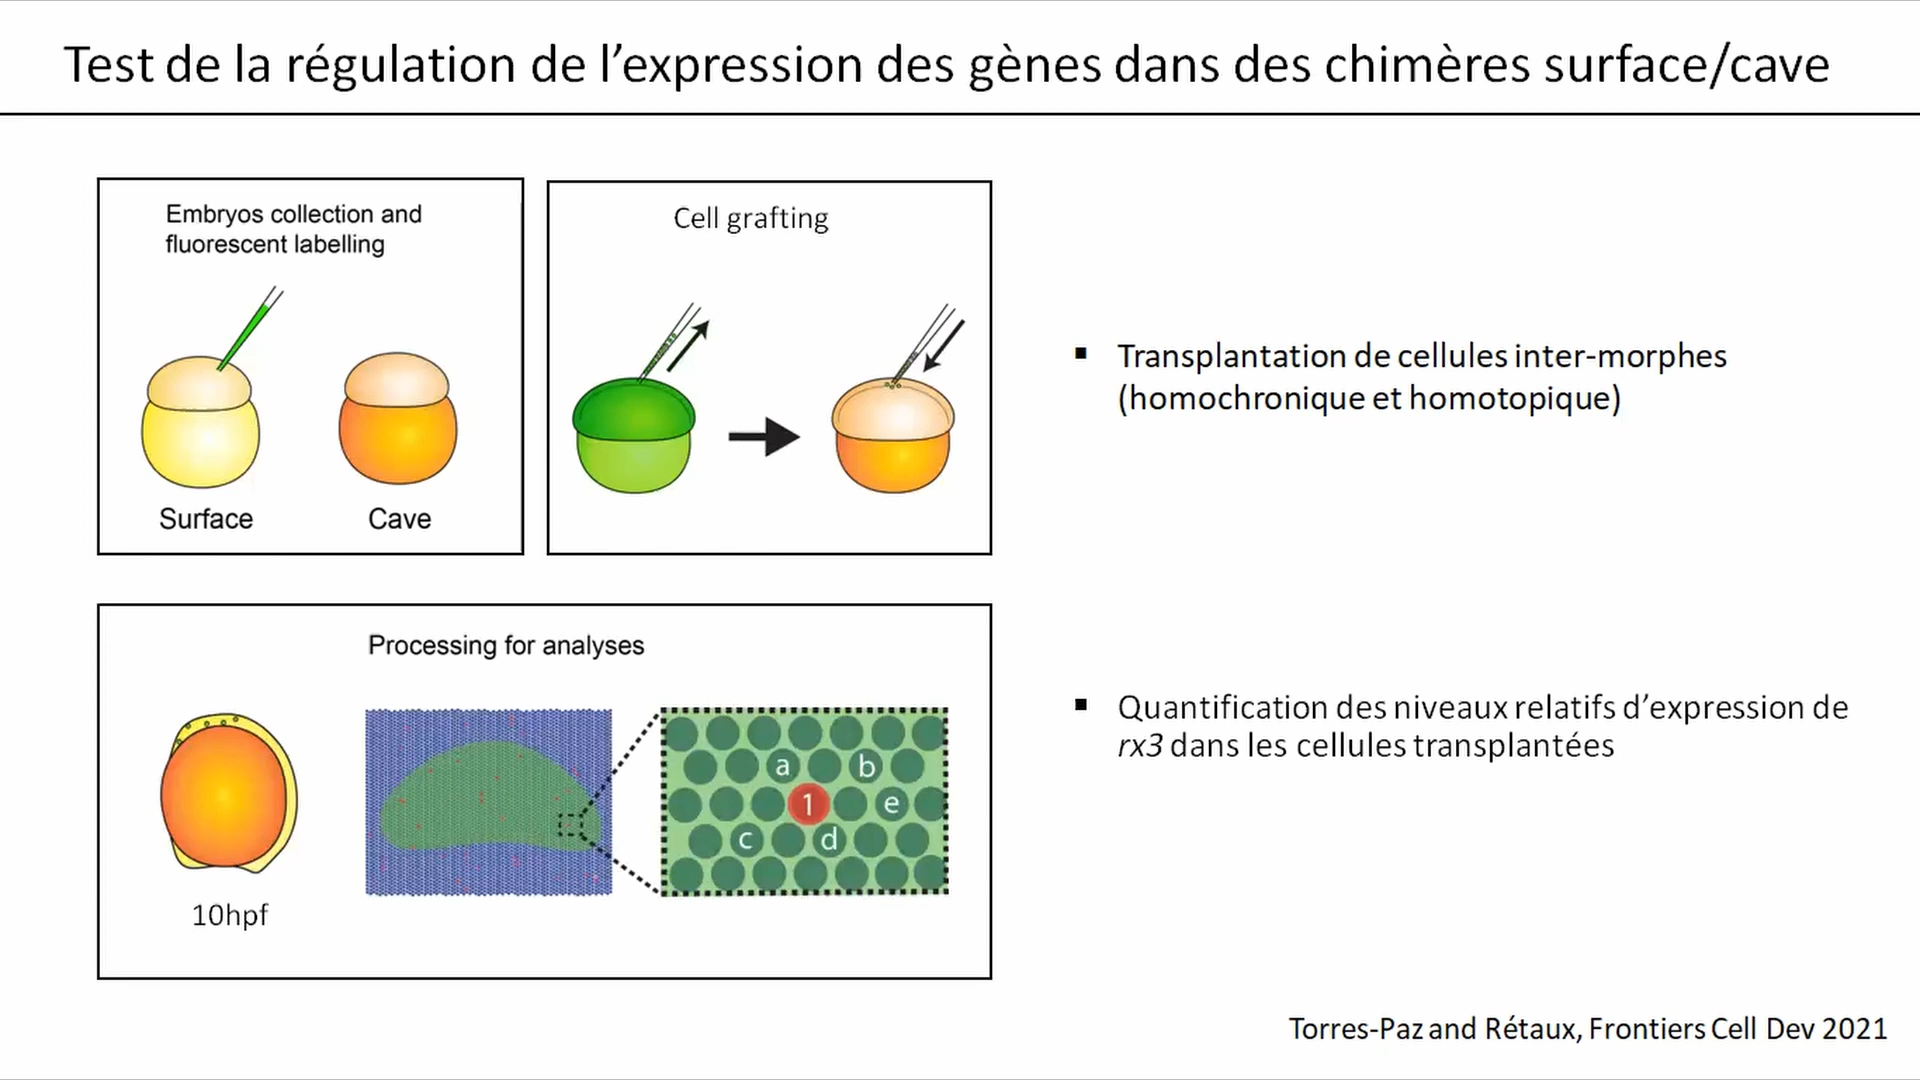 Test de la régulation de l’expression des gènes dans des chimères surface/cave
Embryos collection and
fluorescent labelling
Surface
Cave
Cell grafting
▪ Transplantation de cellules inter-morphes
(homochronique et homotopique)
Processing for analyses
10hpf
a
b
1
e
c
d
▪ Quantification des niveaux relatifs d’expression de
rx3 dans les cellules transplantées
Torres-Paz and Rétaux, Frontiers Cell Dev 2021